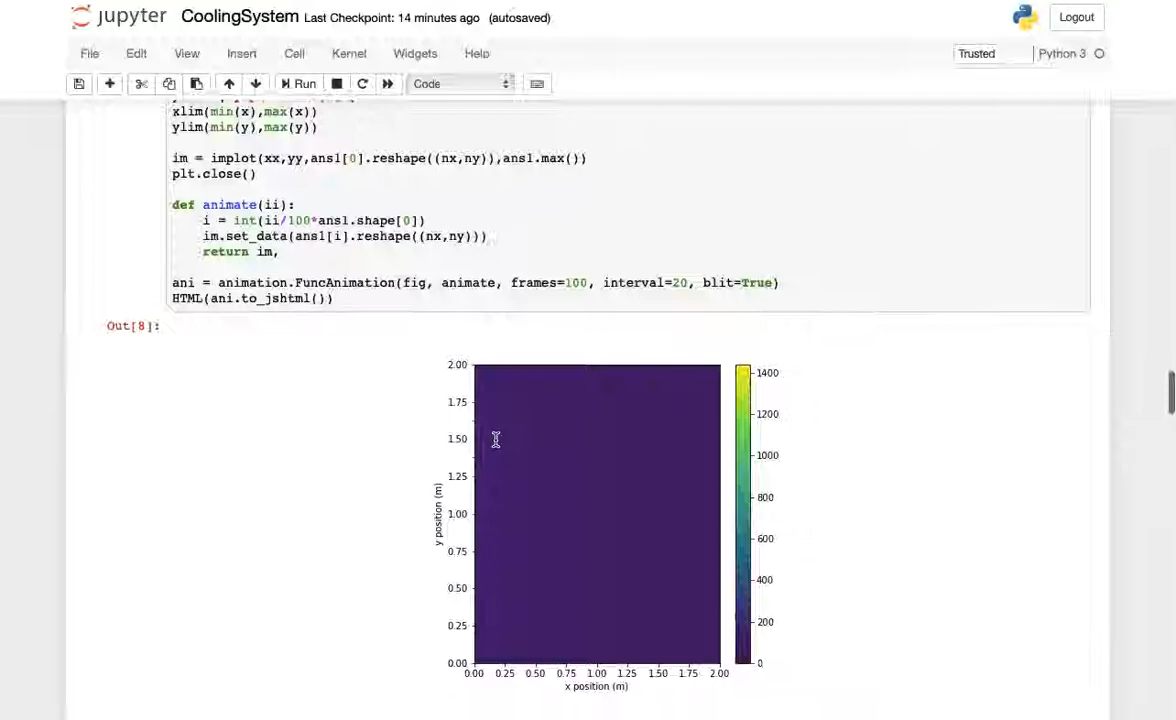 jupyter CoolingSystem Last Checkpoint: 14 minutes ago (autosaved) Logout
File Edit View Insert Cell Kernel Widgets Help Trusted Python 3
Run Code
xlim(min(x),max(x))
ylim(min(y),max(y))
im = implot(xx,yy,ans1[0].reshape((nx,ny)),ans1.max())
plt.close()
def animate(ii):
i = int(ii/100*ans1.shape[0])
im.set_data(ans1[i].reshape((nx,ny)))
return im,
ani = animation.FuncAnimation(fig, animate, frames=100, interval=20, blit=True)
HTML(ani.to_jshtml())
Out[8]:
2.00
1.75
1.50
1.25
1.00
0.75
0.50
0.25
0.00
y position (m)
0.00 0.25 0.50 0.75 1.00 1.25 1.50 1.75 2.00
x position (m)
1400
1200
1000
800
600
400
200
0